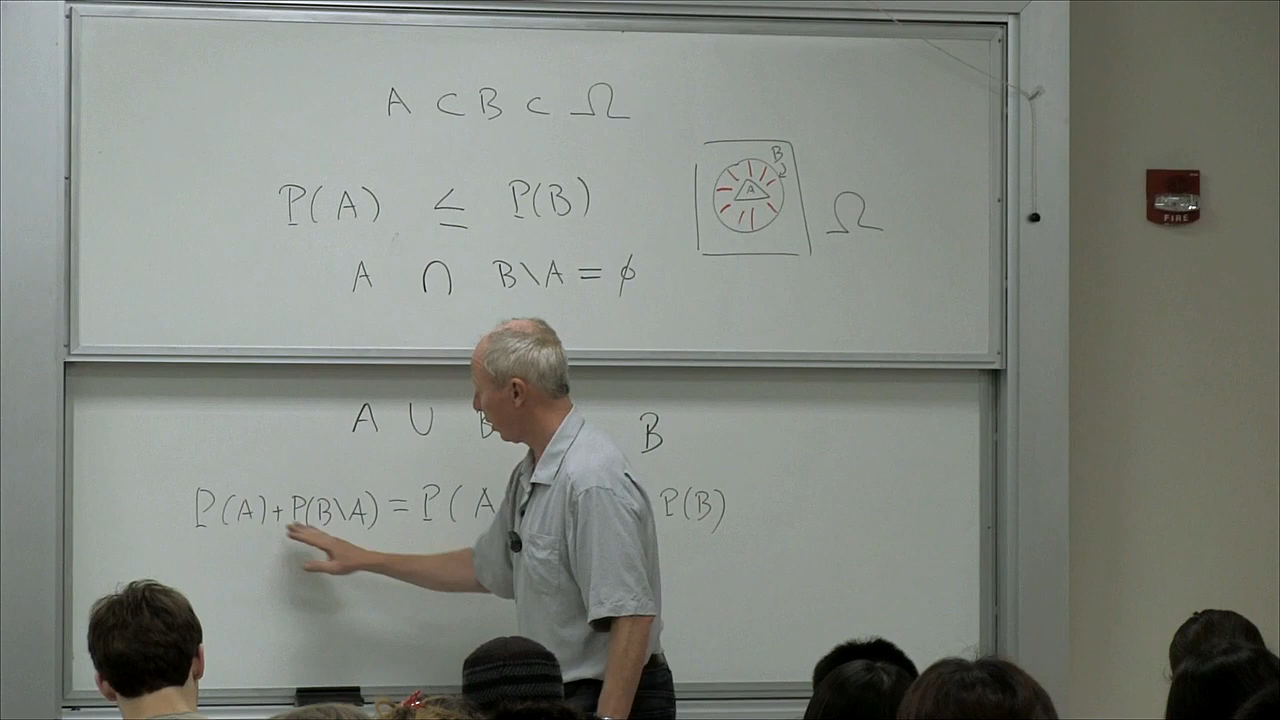 A ⊂ B ⊂ Ω
P(A) ≤ P(B)
A ∩ B\A = ϕ
B
A
Ω
A ∪ B
P(A)+P(B\A) = P(A P(B)
FIRE